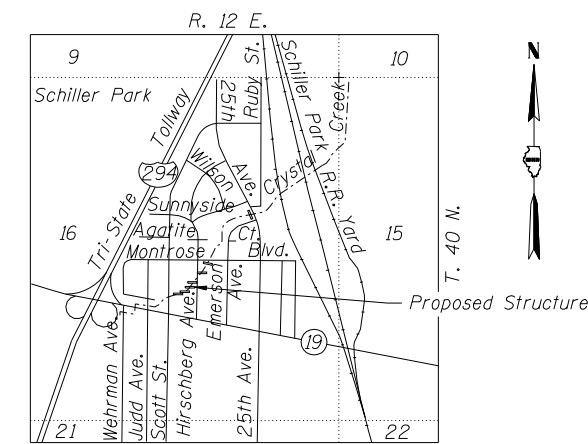 R. 12 E.
9
10
N
Schiller Park
Tollway
25th
Ruby St.
Schiller Park R.R. Yard
Creek
Crystal
294
Wilson
Ave.
Sunnyside
Tri-State
16
Agatite
Ct.
15
T. 40 N.
Montrose
Blvd.
Proposed Structure
19
Wehrman Ave.
Judd Ave.
Scott St.
Hirschberg Ave.
Emerson
Ave.
25th Ave.
21
22